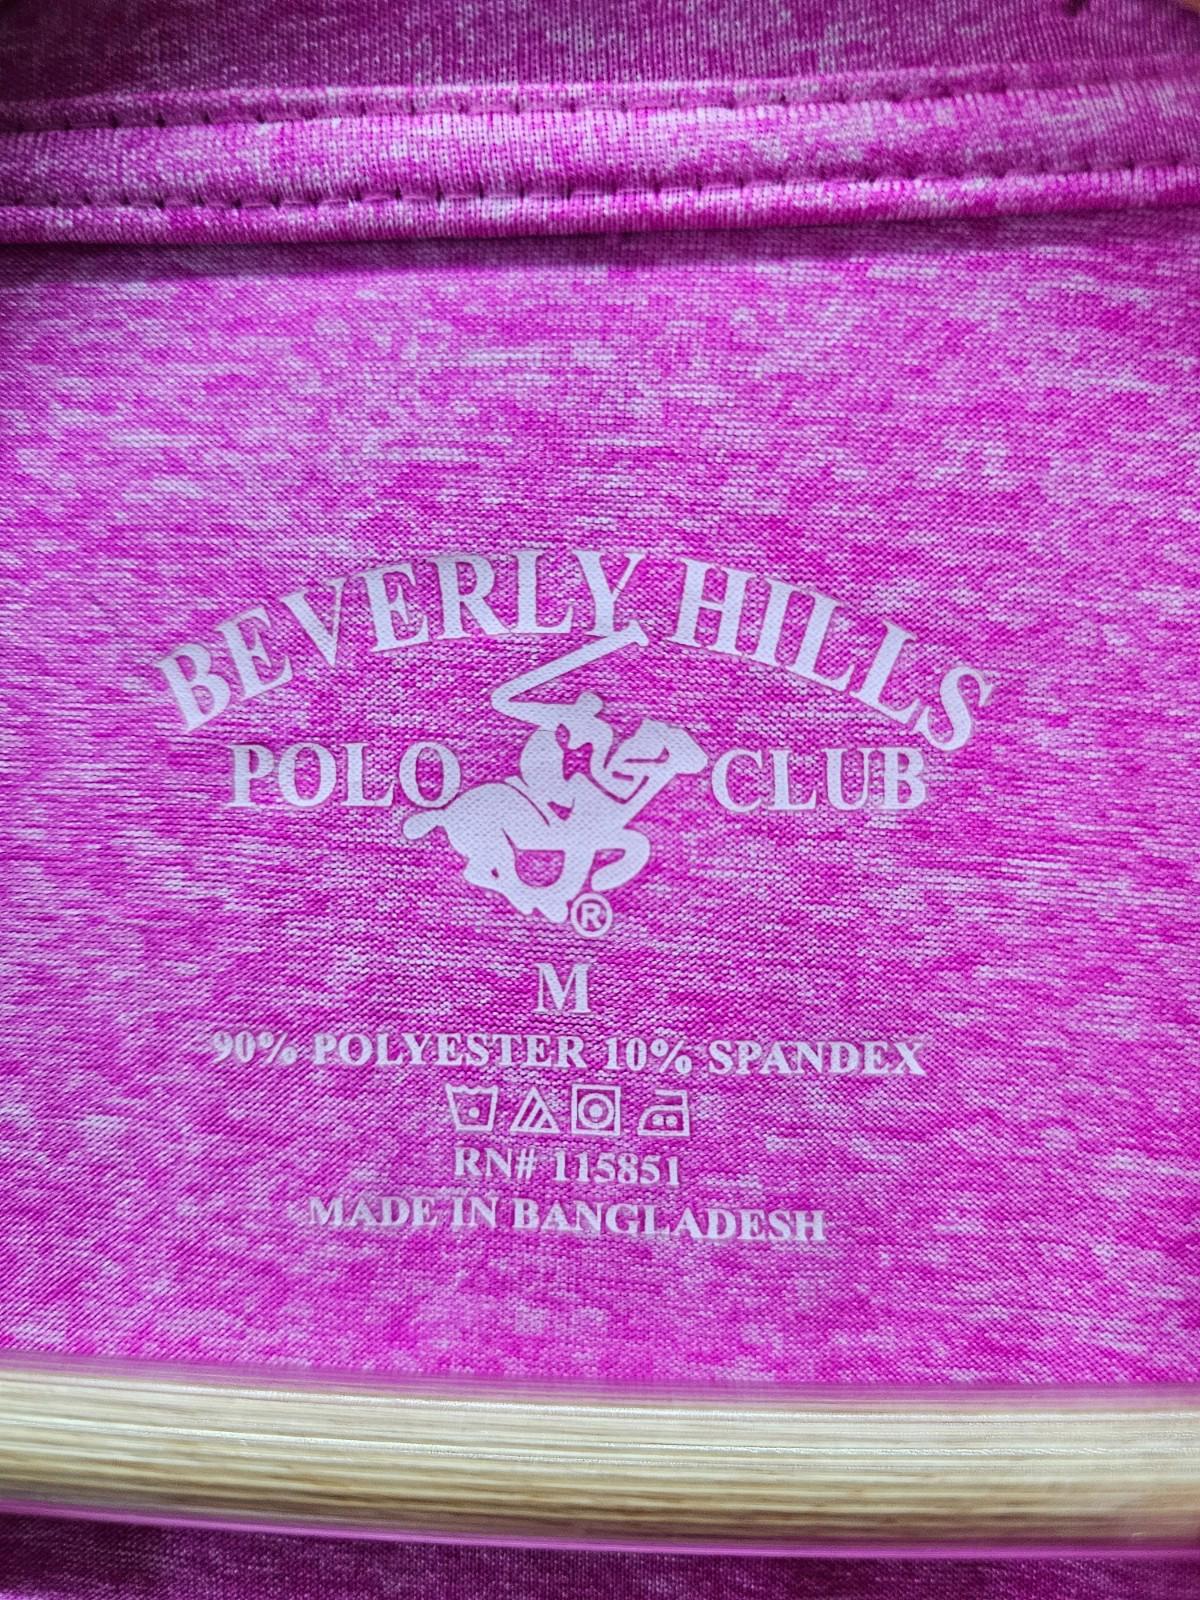 BEVERLY HILLS
POLO CLUB
®
M
90% POLYESTER 10% SPANDEX
RN# 115851
MADE IN BANGLADESH